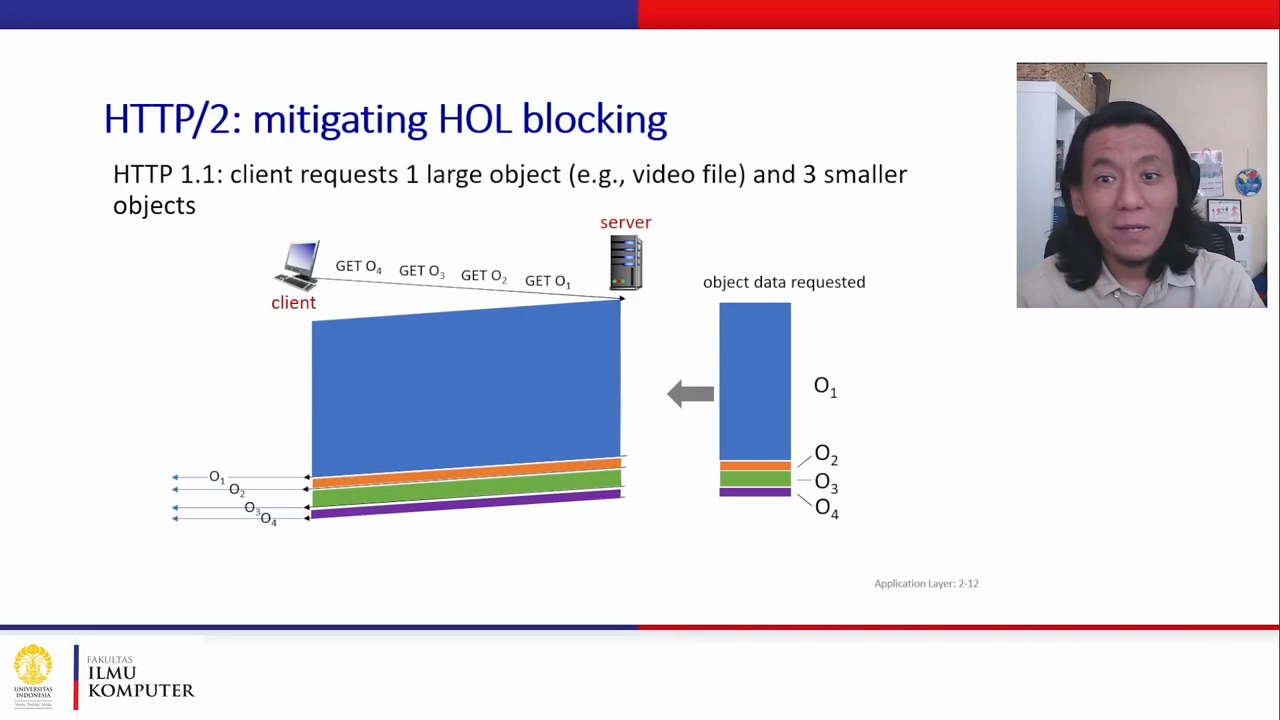 HTTP/2: mitigating HOL blocking
HTTP 1.1: client requests 1 large object (e.g., video file) and 3 smaller
objects
server
GET O4 GET O3 GET O2 GET O1
client
object data requested
O1
O2
O3
O4
O1
O2
O3
O4
Application Layer: 2-12
FAKULTAS
ILMU
KOMPUTER
UNIVERSITAS
INDONESIA